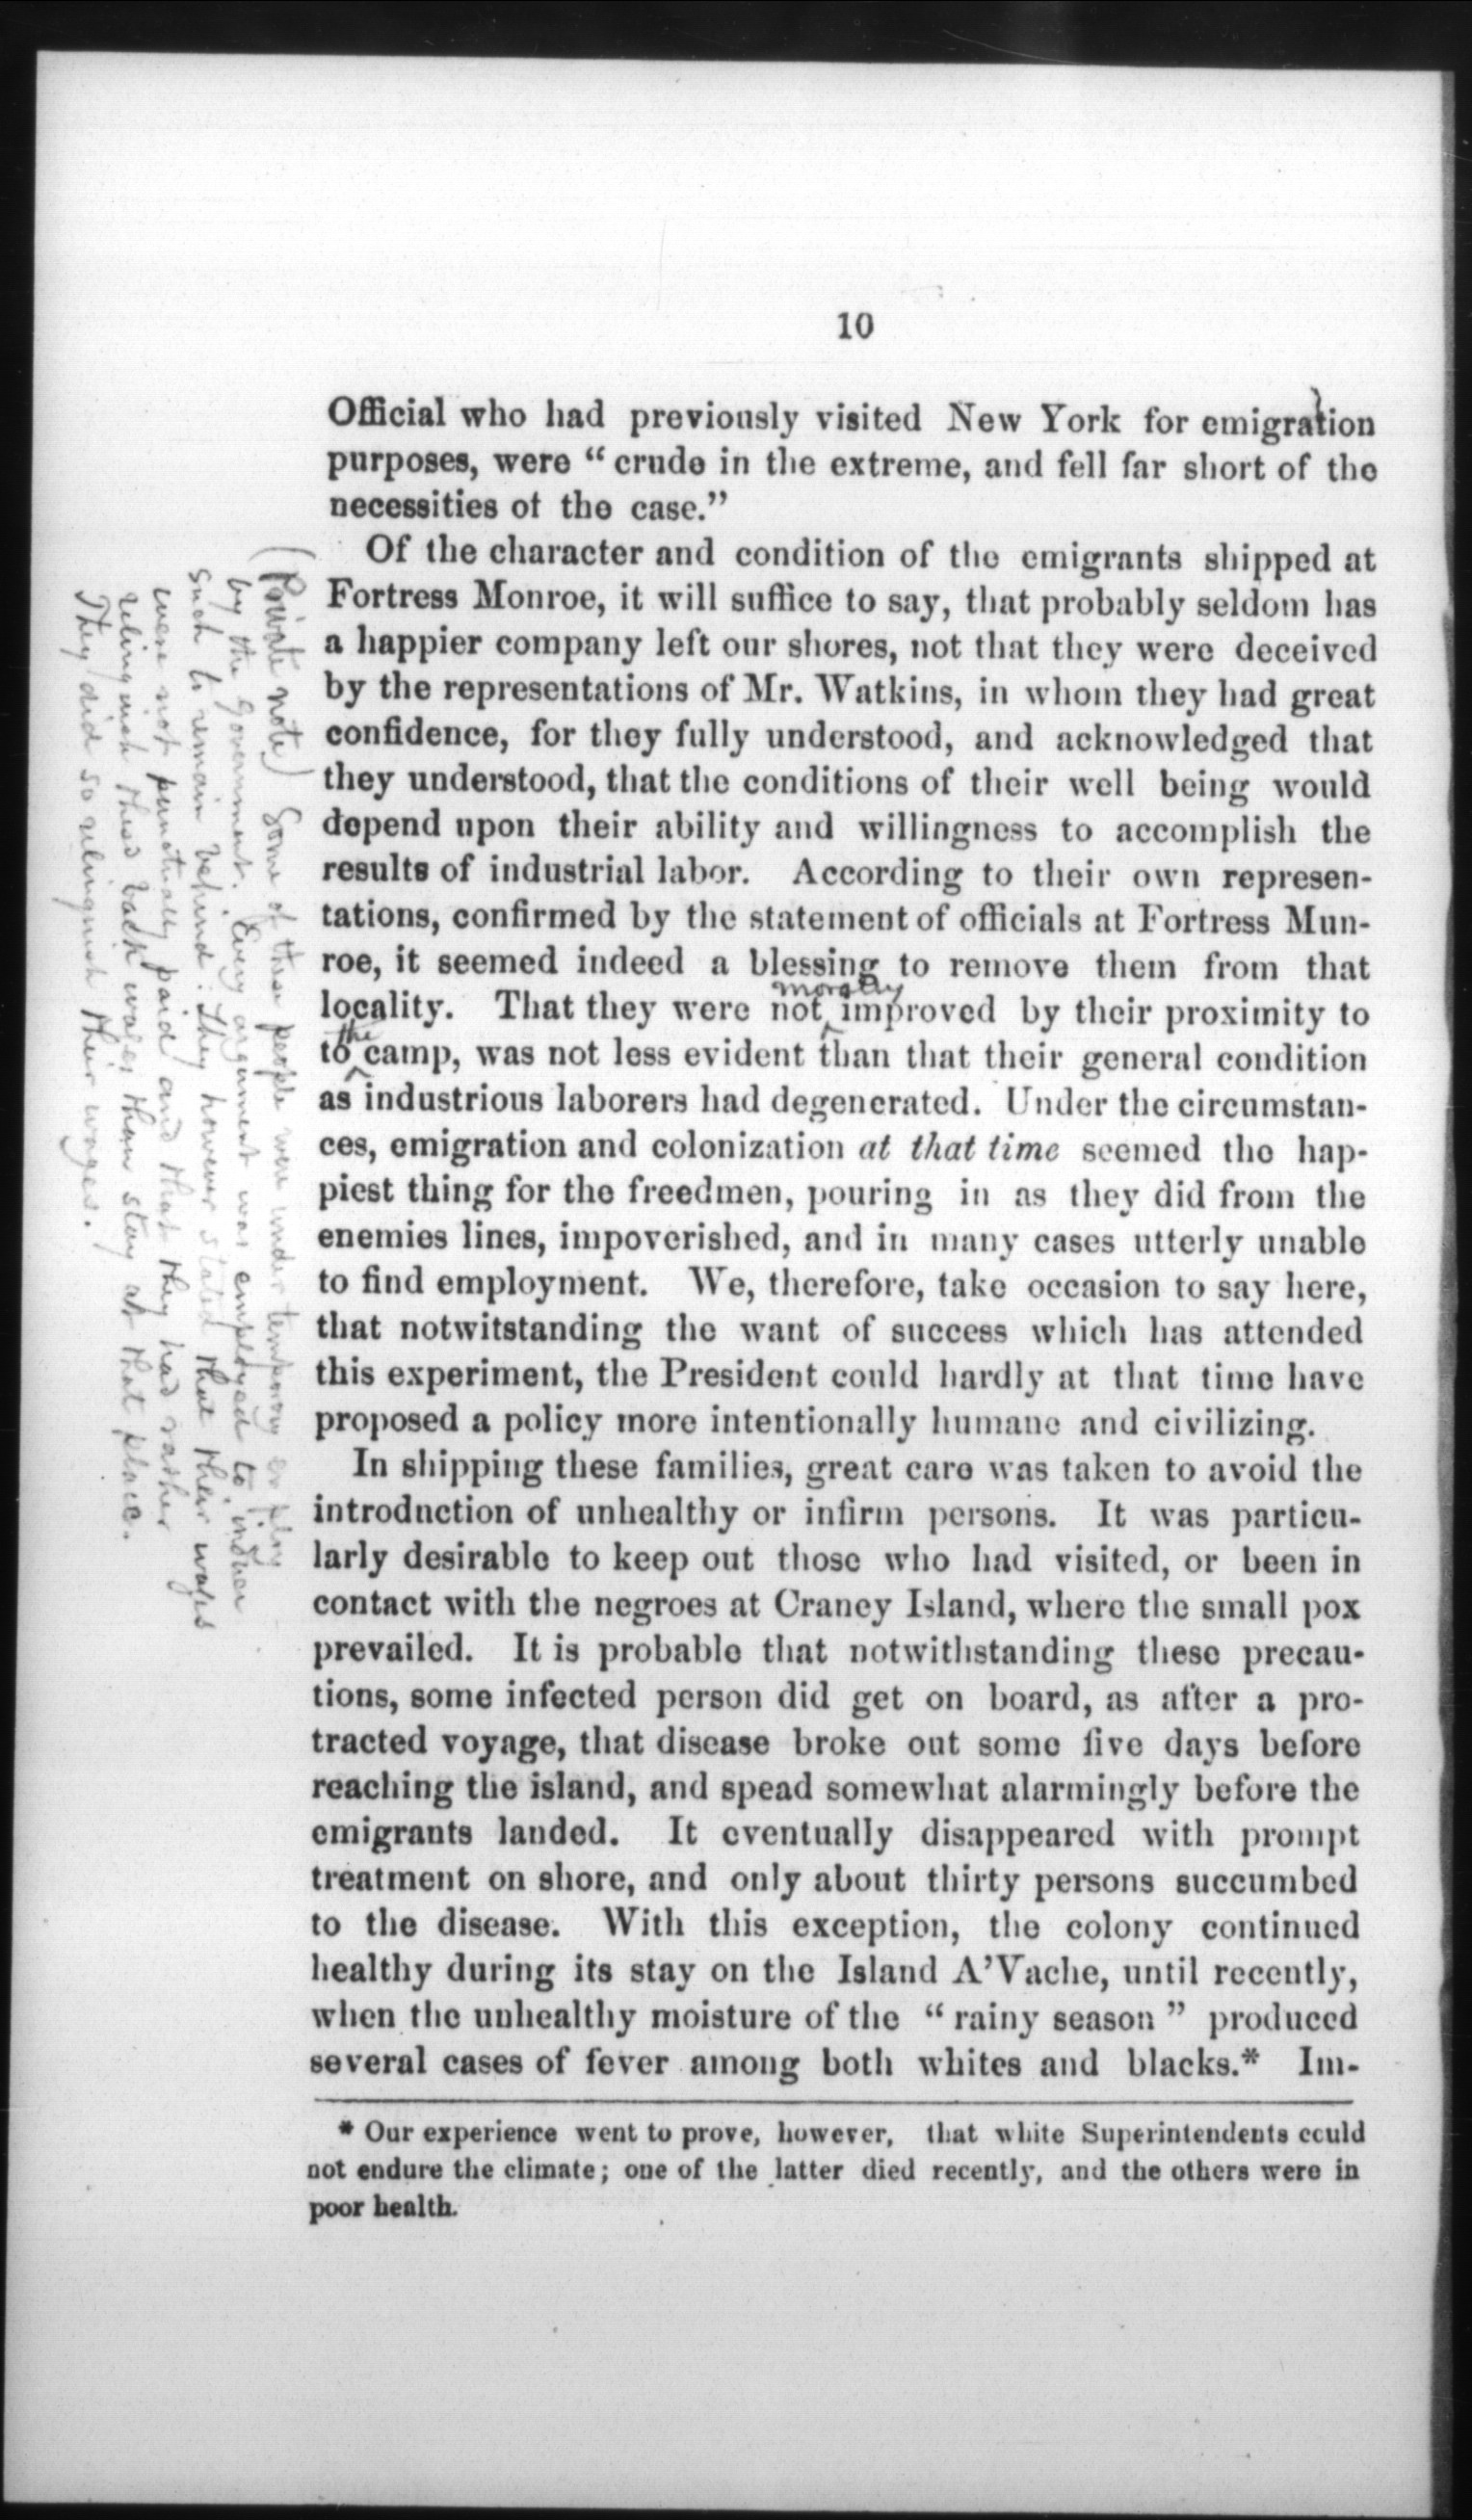 10
Official who had previously visited New York for emigration
purposes, were “ crude in the extreme, and fell far short of the
necessities of the case.”
Of the character and condition of the emigrants shipped at
Fortress Monroe, it will suffice to say, that probably seldom has
a happier company left our shores, not that they were deceived
by the representations of Mr. Watkins, in whom they had great
confidence, for they fully understood, and acknowledged that
they understood, that the conditions of their well being would
depend upon their ability and willingness to accomplish the
results of industrial labor. According to their own represen-
tations, confirmed by the statement of officials at Fortress Mun-
roe, it seemed indeed a blessing to remove them from that
morally
locality. That they were not improved by their proximity to
the
to camp, was not less evident than that their general condition
as industrious laborers had degenerated. Under the circumstan-
ces, emigration and colonization at that time seemed the hap-
piest thing for the freedmen, pouring in as they did from the
enemies lines, impoverished, and in many cases utterly unable
to find employment. We, therefore, take occasion to say here,
that notwitstanding the want of success which has attended
this experiment, the President could hardly at that time have
proposed a policy more intentionally humane and civilizing.
In shipping these families, great care was taken to avoid the
introduction of unhealthy or infirm persons. It was particu-
larly desirable to keep out those who had visited, or been in
contact with the negroes at Craney Island, where the small pox
prevailed. It is probable that notwithstanding these precau-
tions, some infected person did get on board, as after a pro-
tracted voyage, that disease broke out some five days before
reaching the island, and spead somewhat alarmingly before the
emigrants landed. It eventually disappeared with prompt
treatment on shore, and only about thirty persons succumbed
to the disease. With this exception, the colony continued
healthy during its stay on the Island A’Vache, until recently,
when the unhealthy moisture of the “ rainy season ” produced
several cases of fever among both whites and blacks.* Im-
* Our experience went to prove, however, that white Superintendents could
not endure the climate; one of the latter died recently, and the others were in
poor health.
(Private note) Some of these people were under temporary employ
by the Government. Every argument was employed to induce
such to remain behind. They however stated that their wages
were not punctually paid and that they had rather
relinquish their back wages than stay at that place.
They did so relinquish their wages.